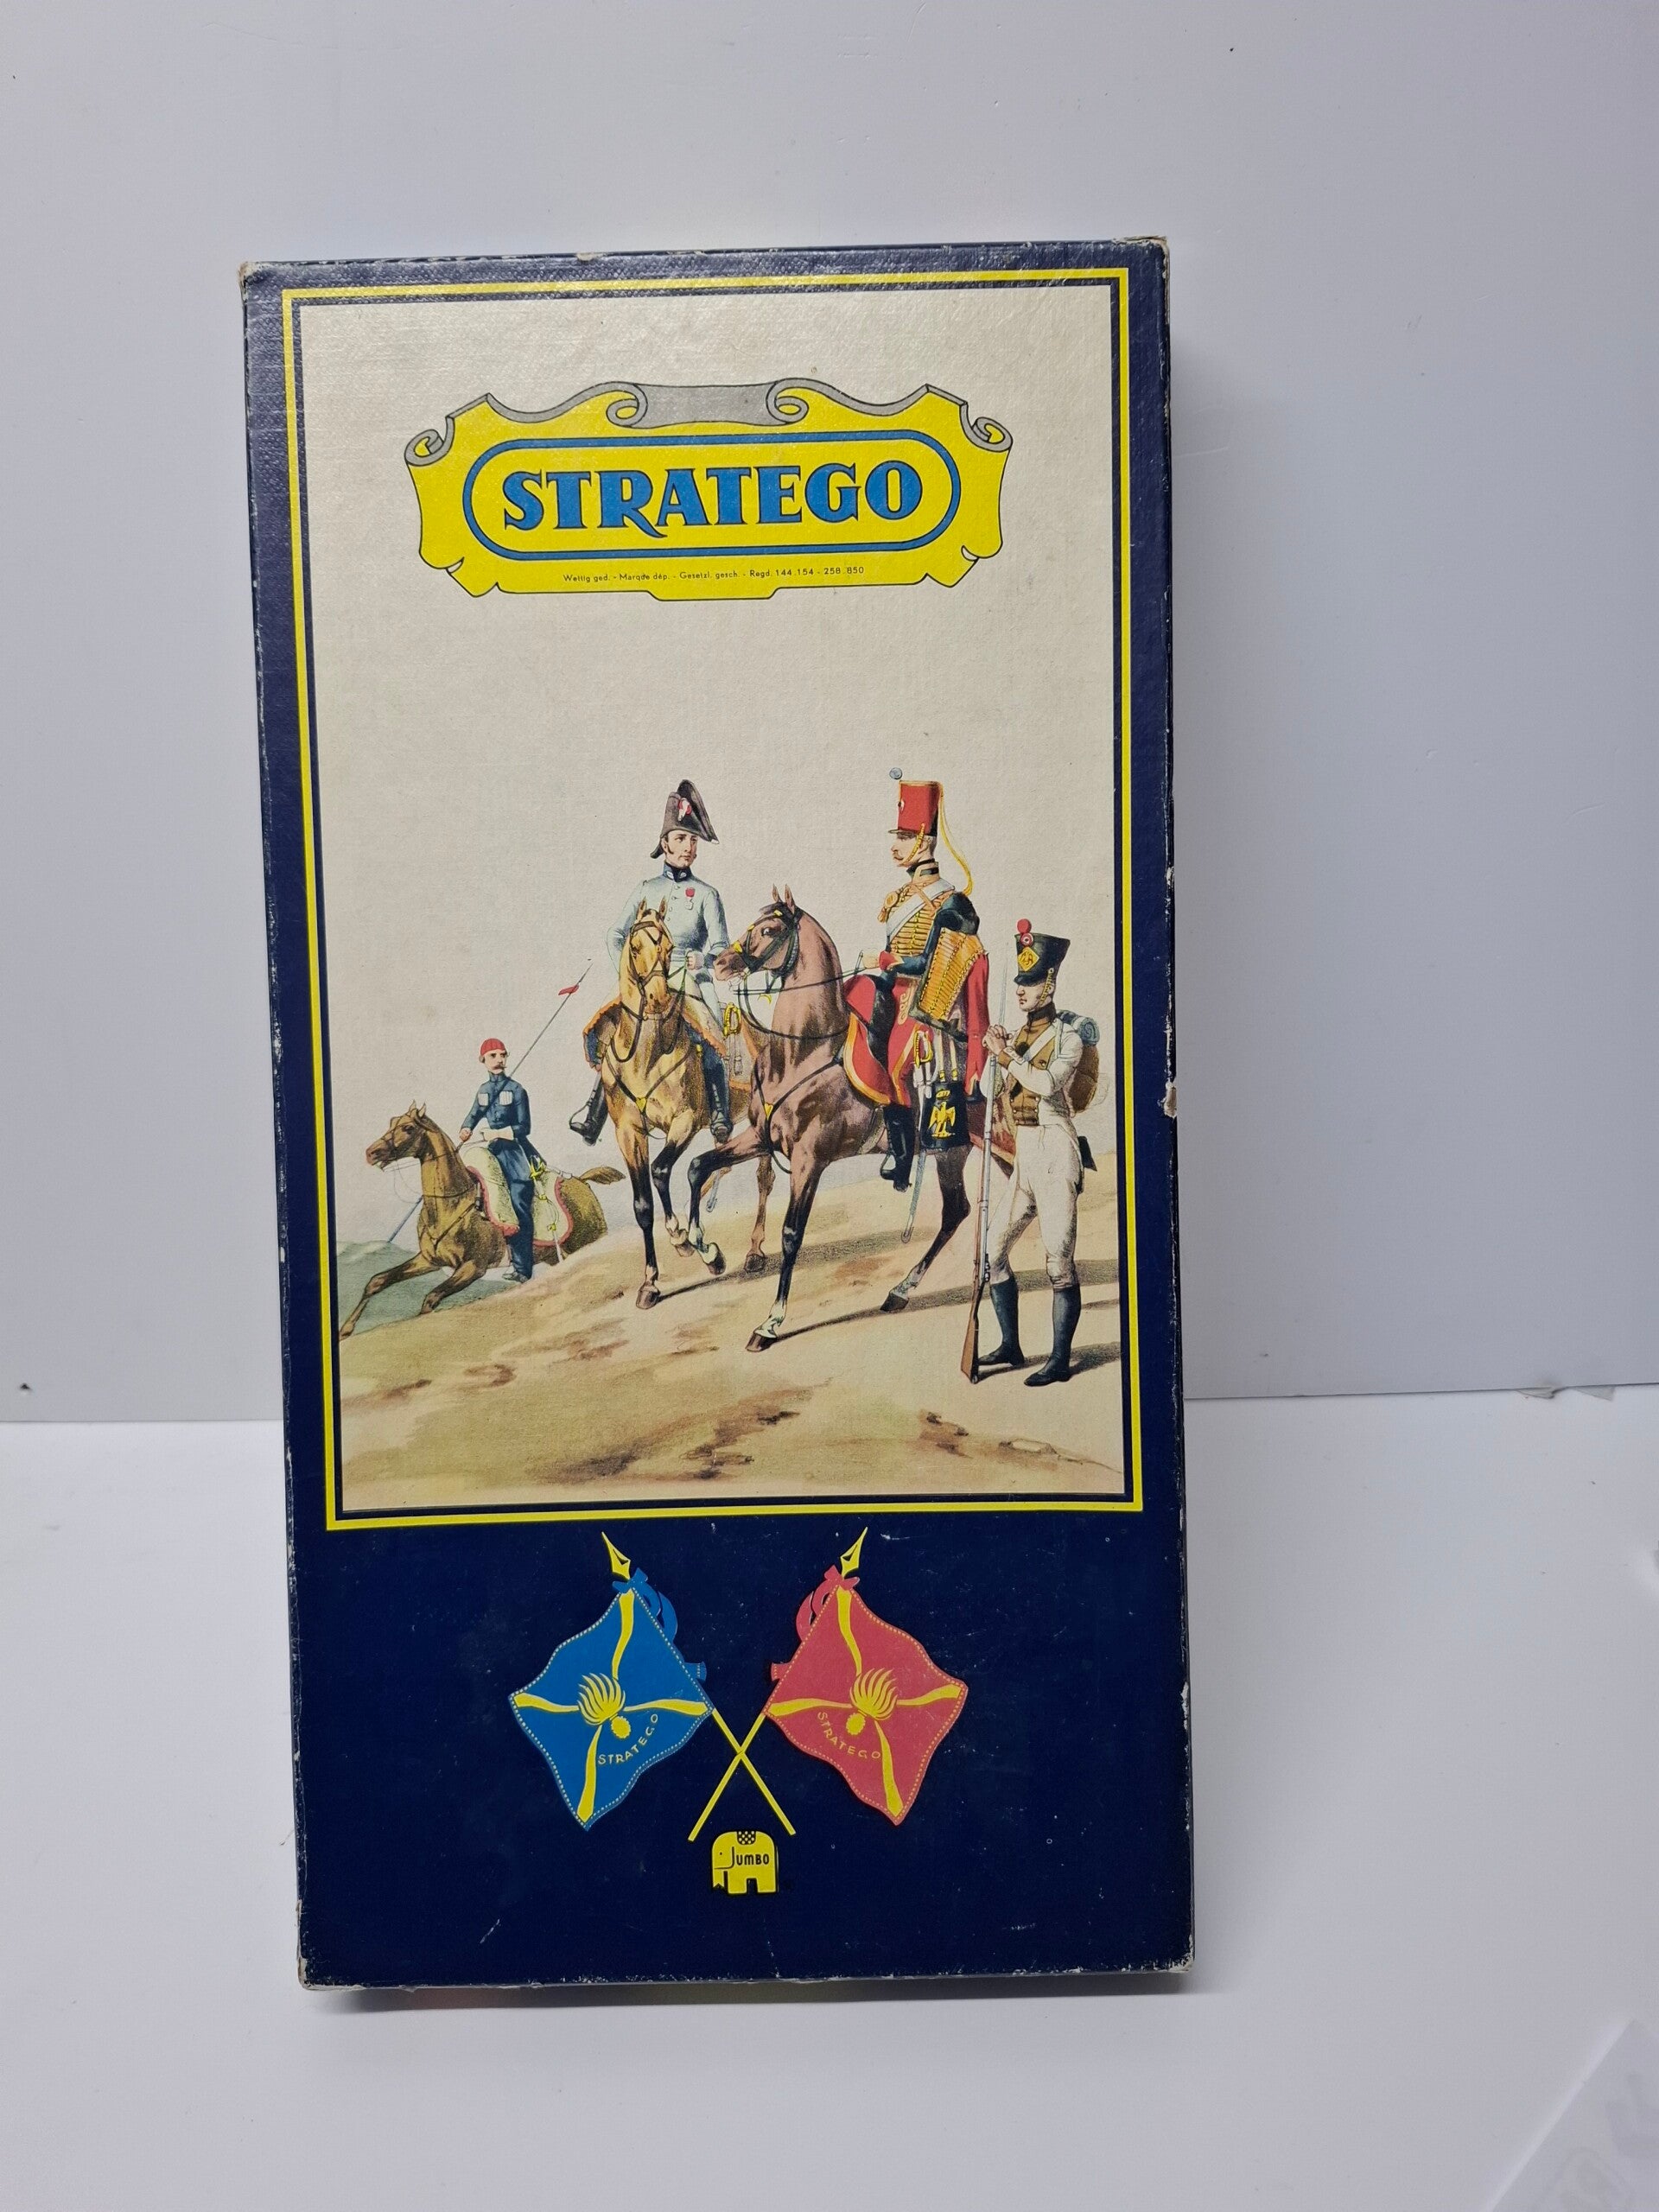 STRATEGO
Wettig ged. - Marque dép. - Gesetzl. gesch. - Regd. 144.154 - 258.850
STRATEGO
STRATEGO
JUMBO